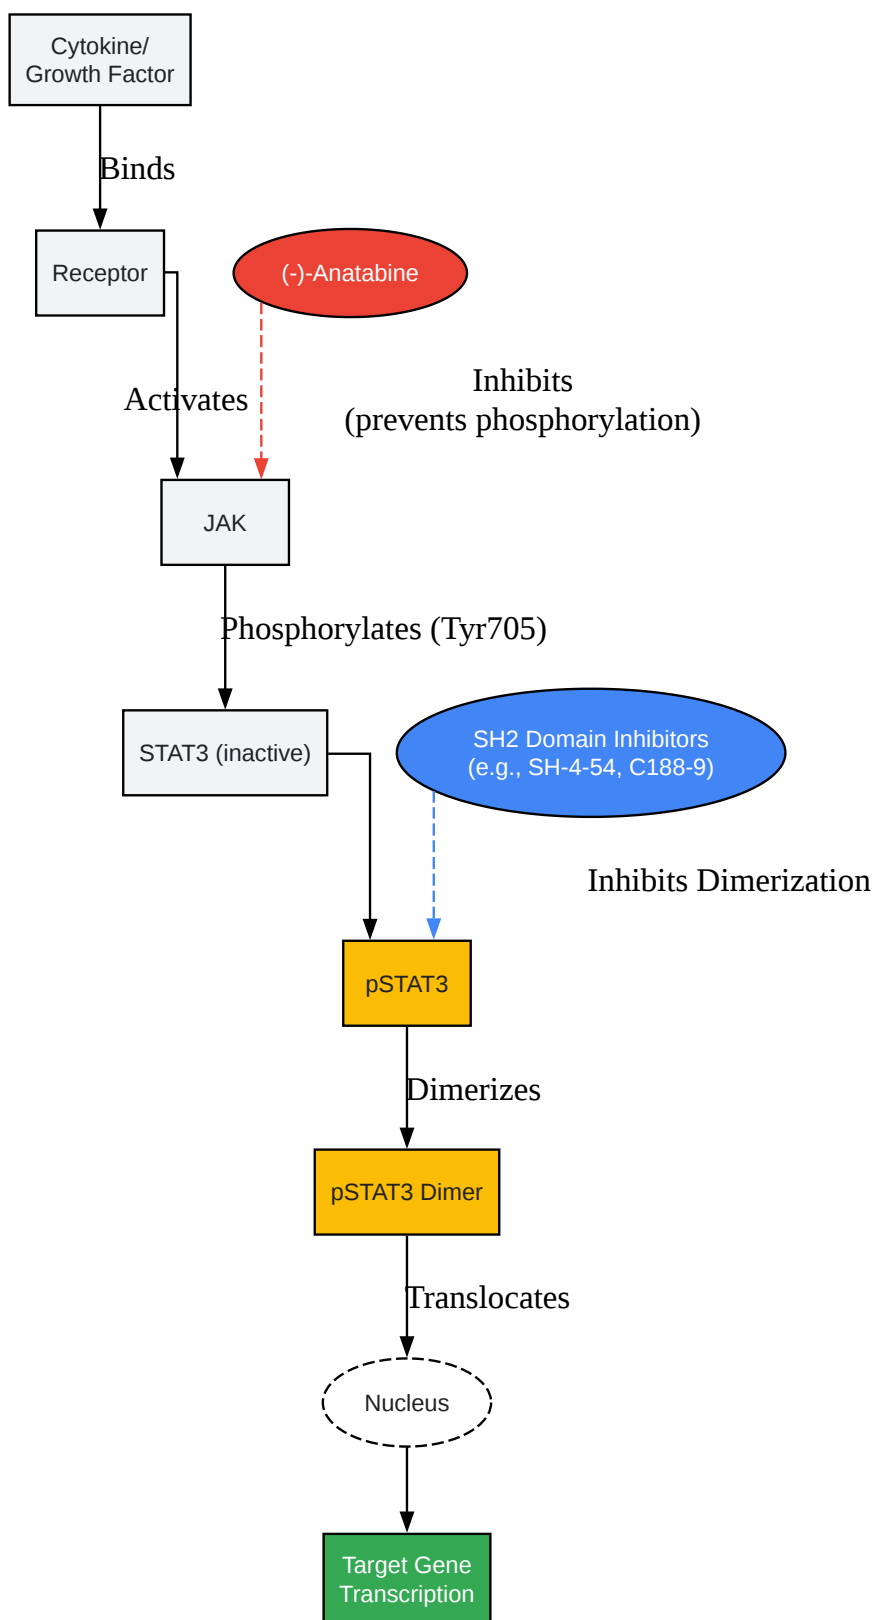 Cytokine/
Growth Factor
Binds
Receptor
(-)-Anatabine
Activates
Inhibits
(prevents phosphorylation)
JAK
Phosphorylates (Tyr705)
STAT3 (inactive)
SH2 Domain Inhibitors
(e.g., SH-4-54, C188-9)
Inhibits Dimerization
pSTAT3
Dimerizes
pSTAT3 Dimer
Translocates
Nucleus
Target Gene
Transcription